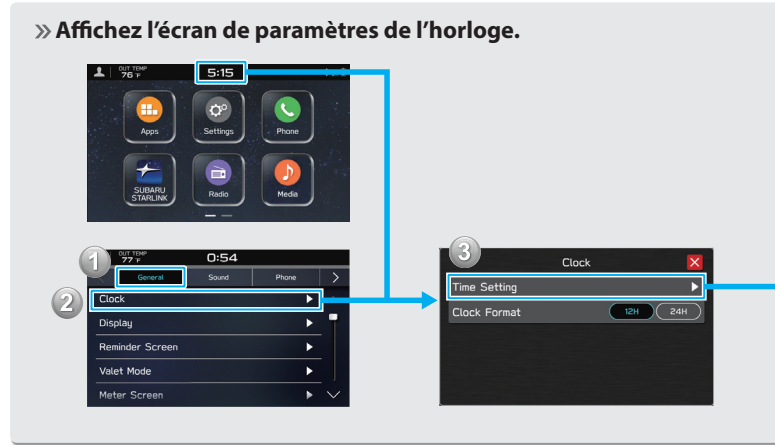 » Affichez l'écran de paramètres de l'horloge.
OUT TEMP
76 °F
5:15
Apps
Settings
Phone
SUBARU
STARLINK
Radio
Media
1
OUT TEMP
77 °F
0:54
General Sound Phone
2
Clock
Display
Reminder Screen
Valet Mode
Meter Screen
3
Clock
Time Setting
Clock Format 12H 24H